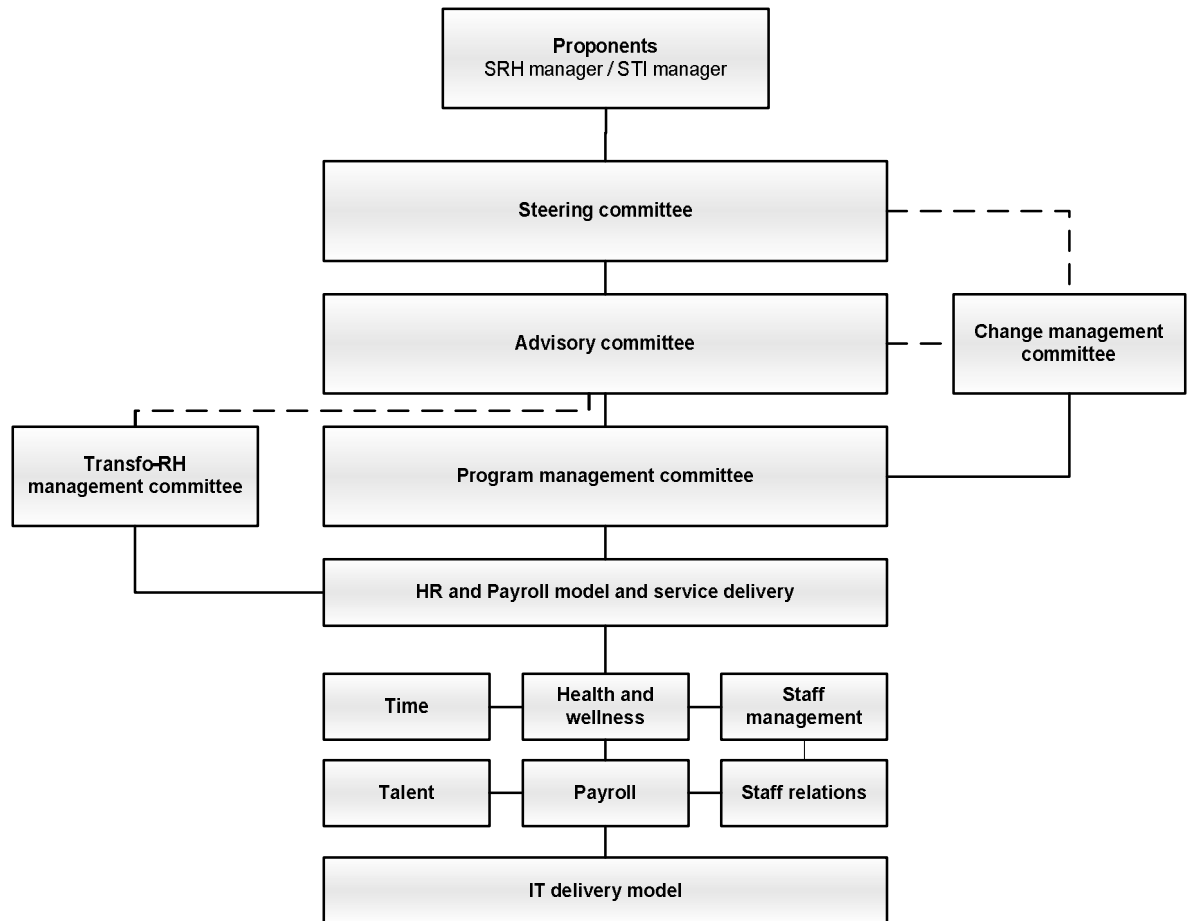 Proponents
SRH manager / STI manager
Steering committee
Advisory committee
Change management
committee
Transfo-RH
management committee
Program management committee
HR and Payroll model and service delivery
Time
Health and
wellness
Staff
management
Talent
Payroll
Staff relations
IT delivery model